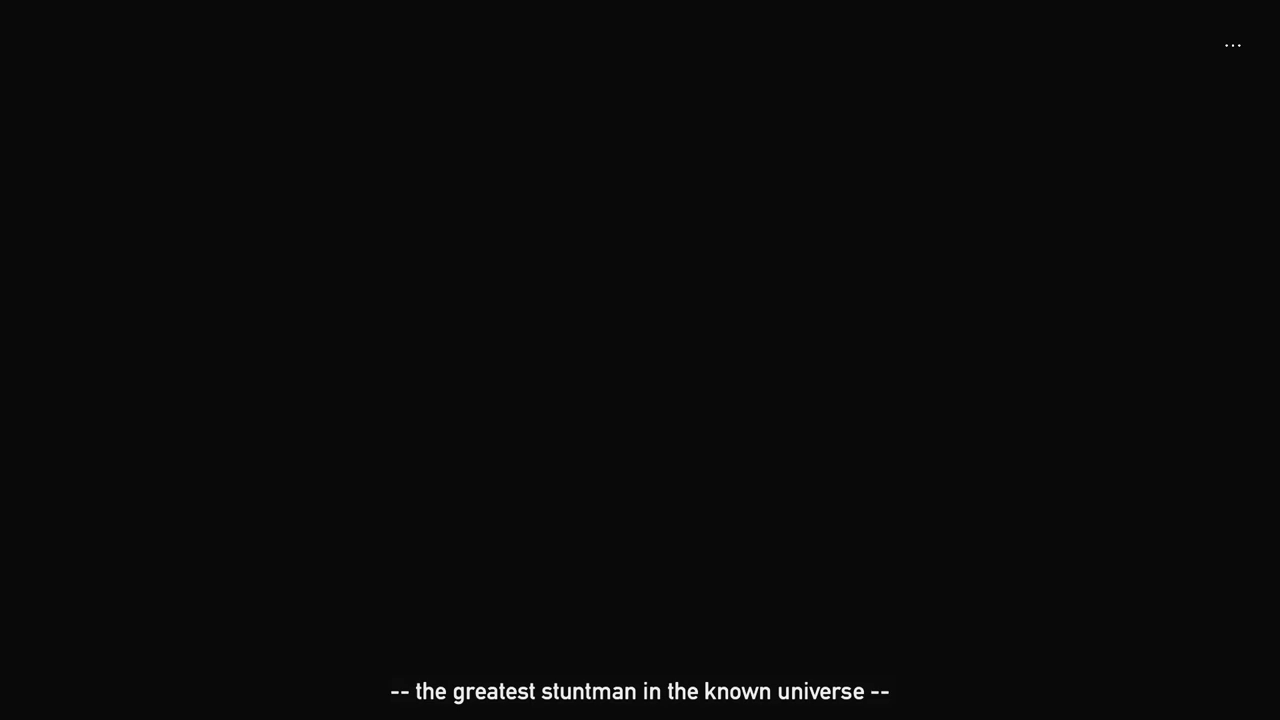 ...
-- the greatest stuntman in the known universe --